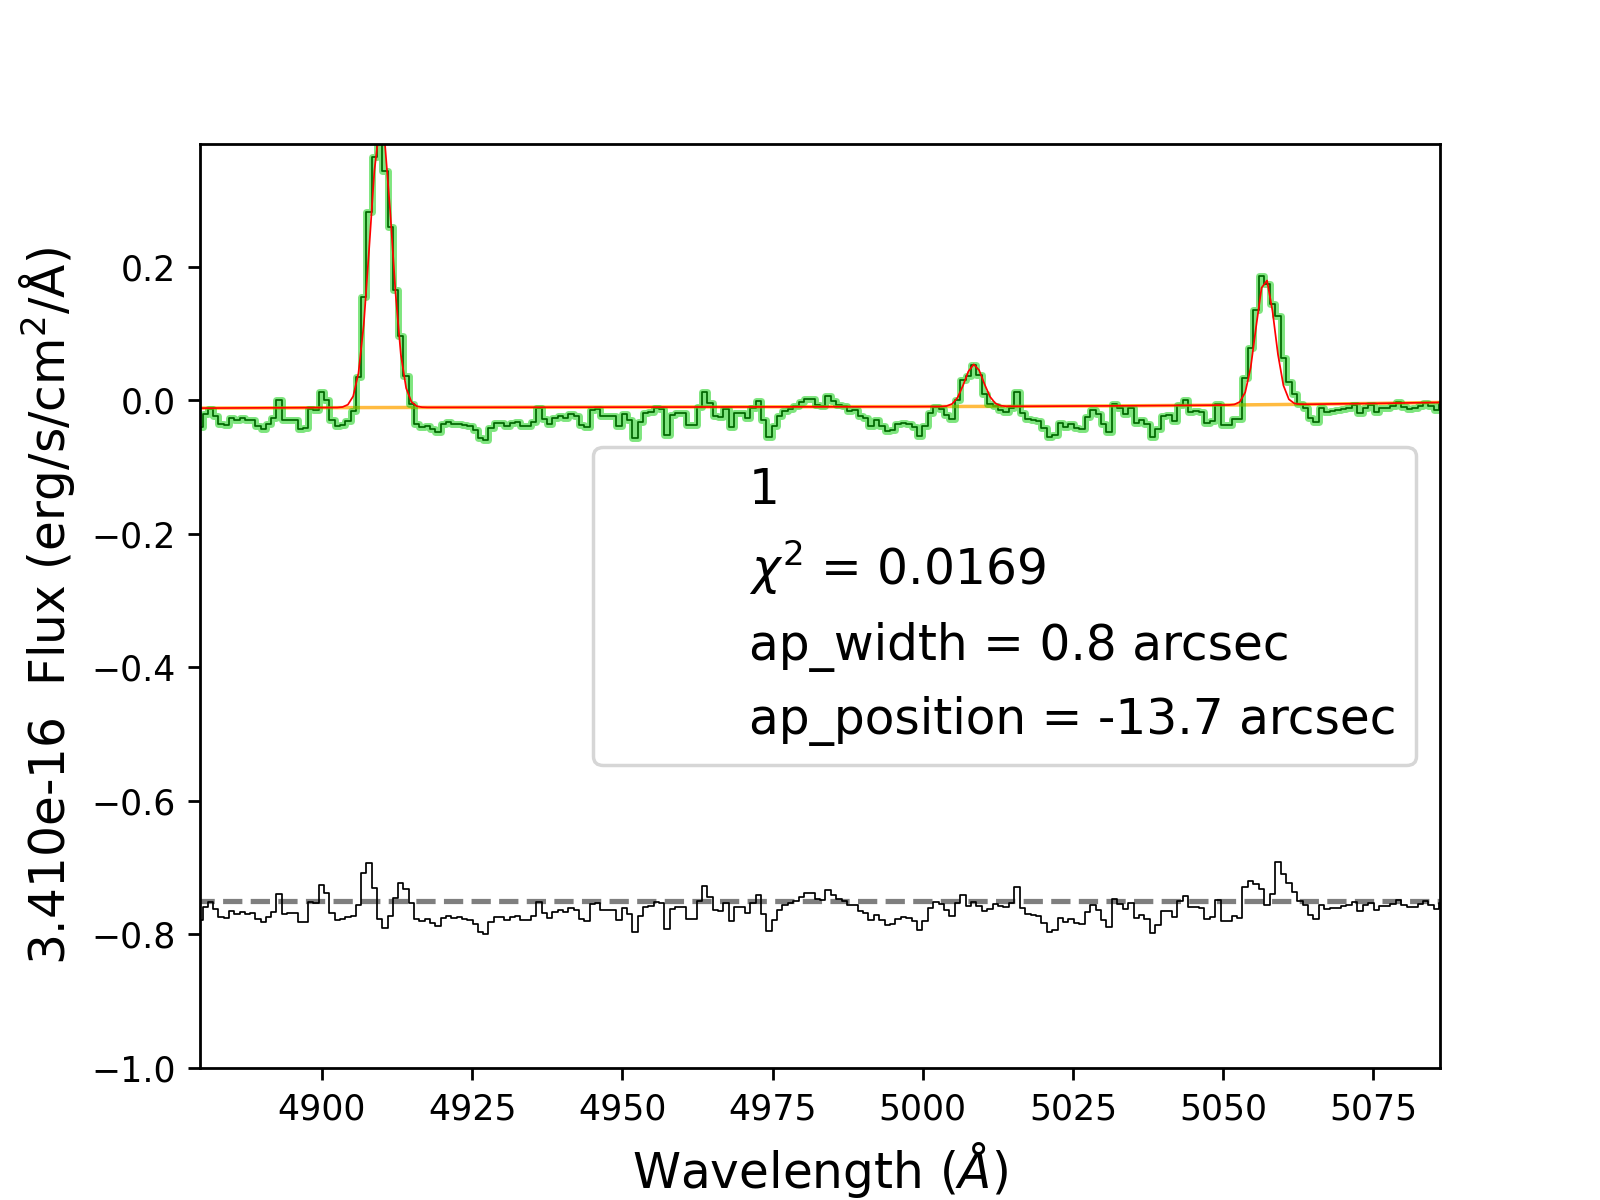 3.410e-16 Flux (erg/s/cm²/Å)
0.2
0.0
−0.2
−0.4
−0.6
−0.8
−1.0
1
χ² = 0.0169
ap_width = 0.8 arcsec
ap_position = -13.7 arcsec
4900 4925 4950 4975 5000 5025 5050 5075
Wavelength (Å)